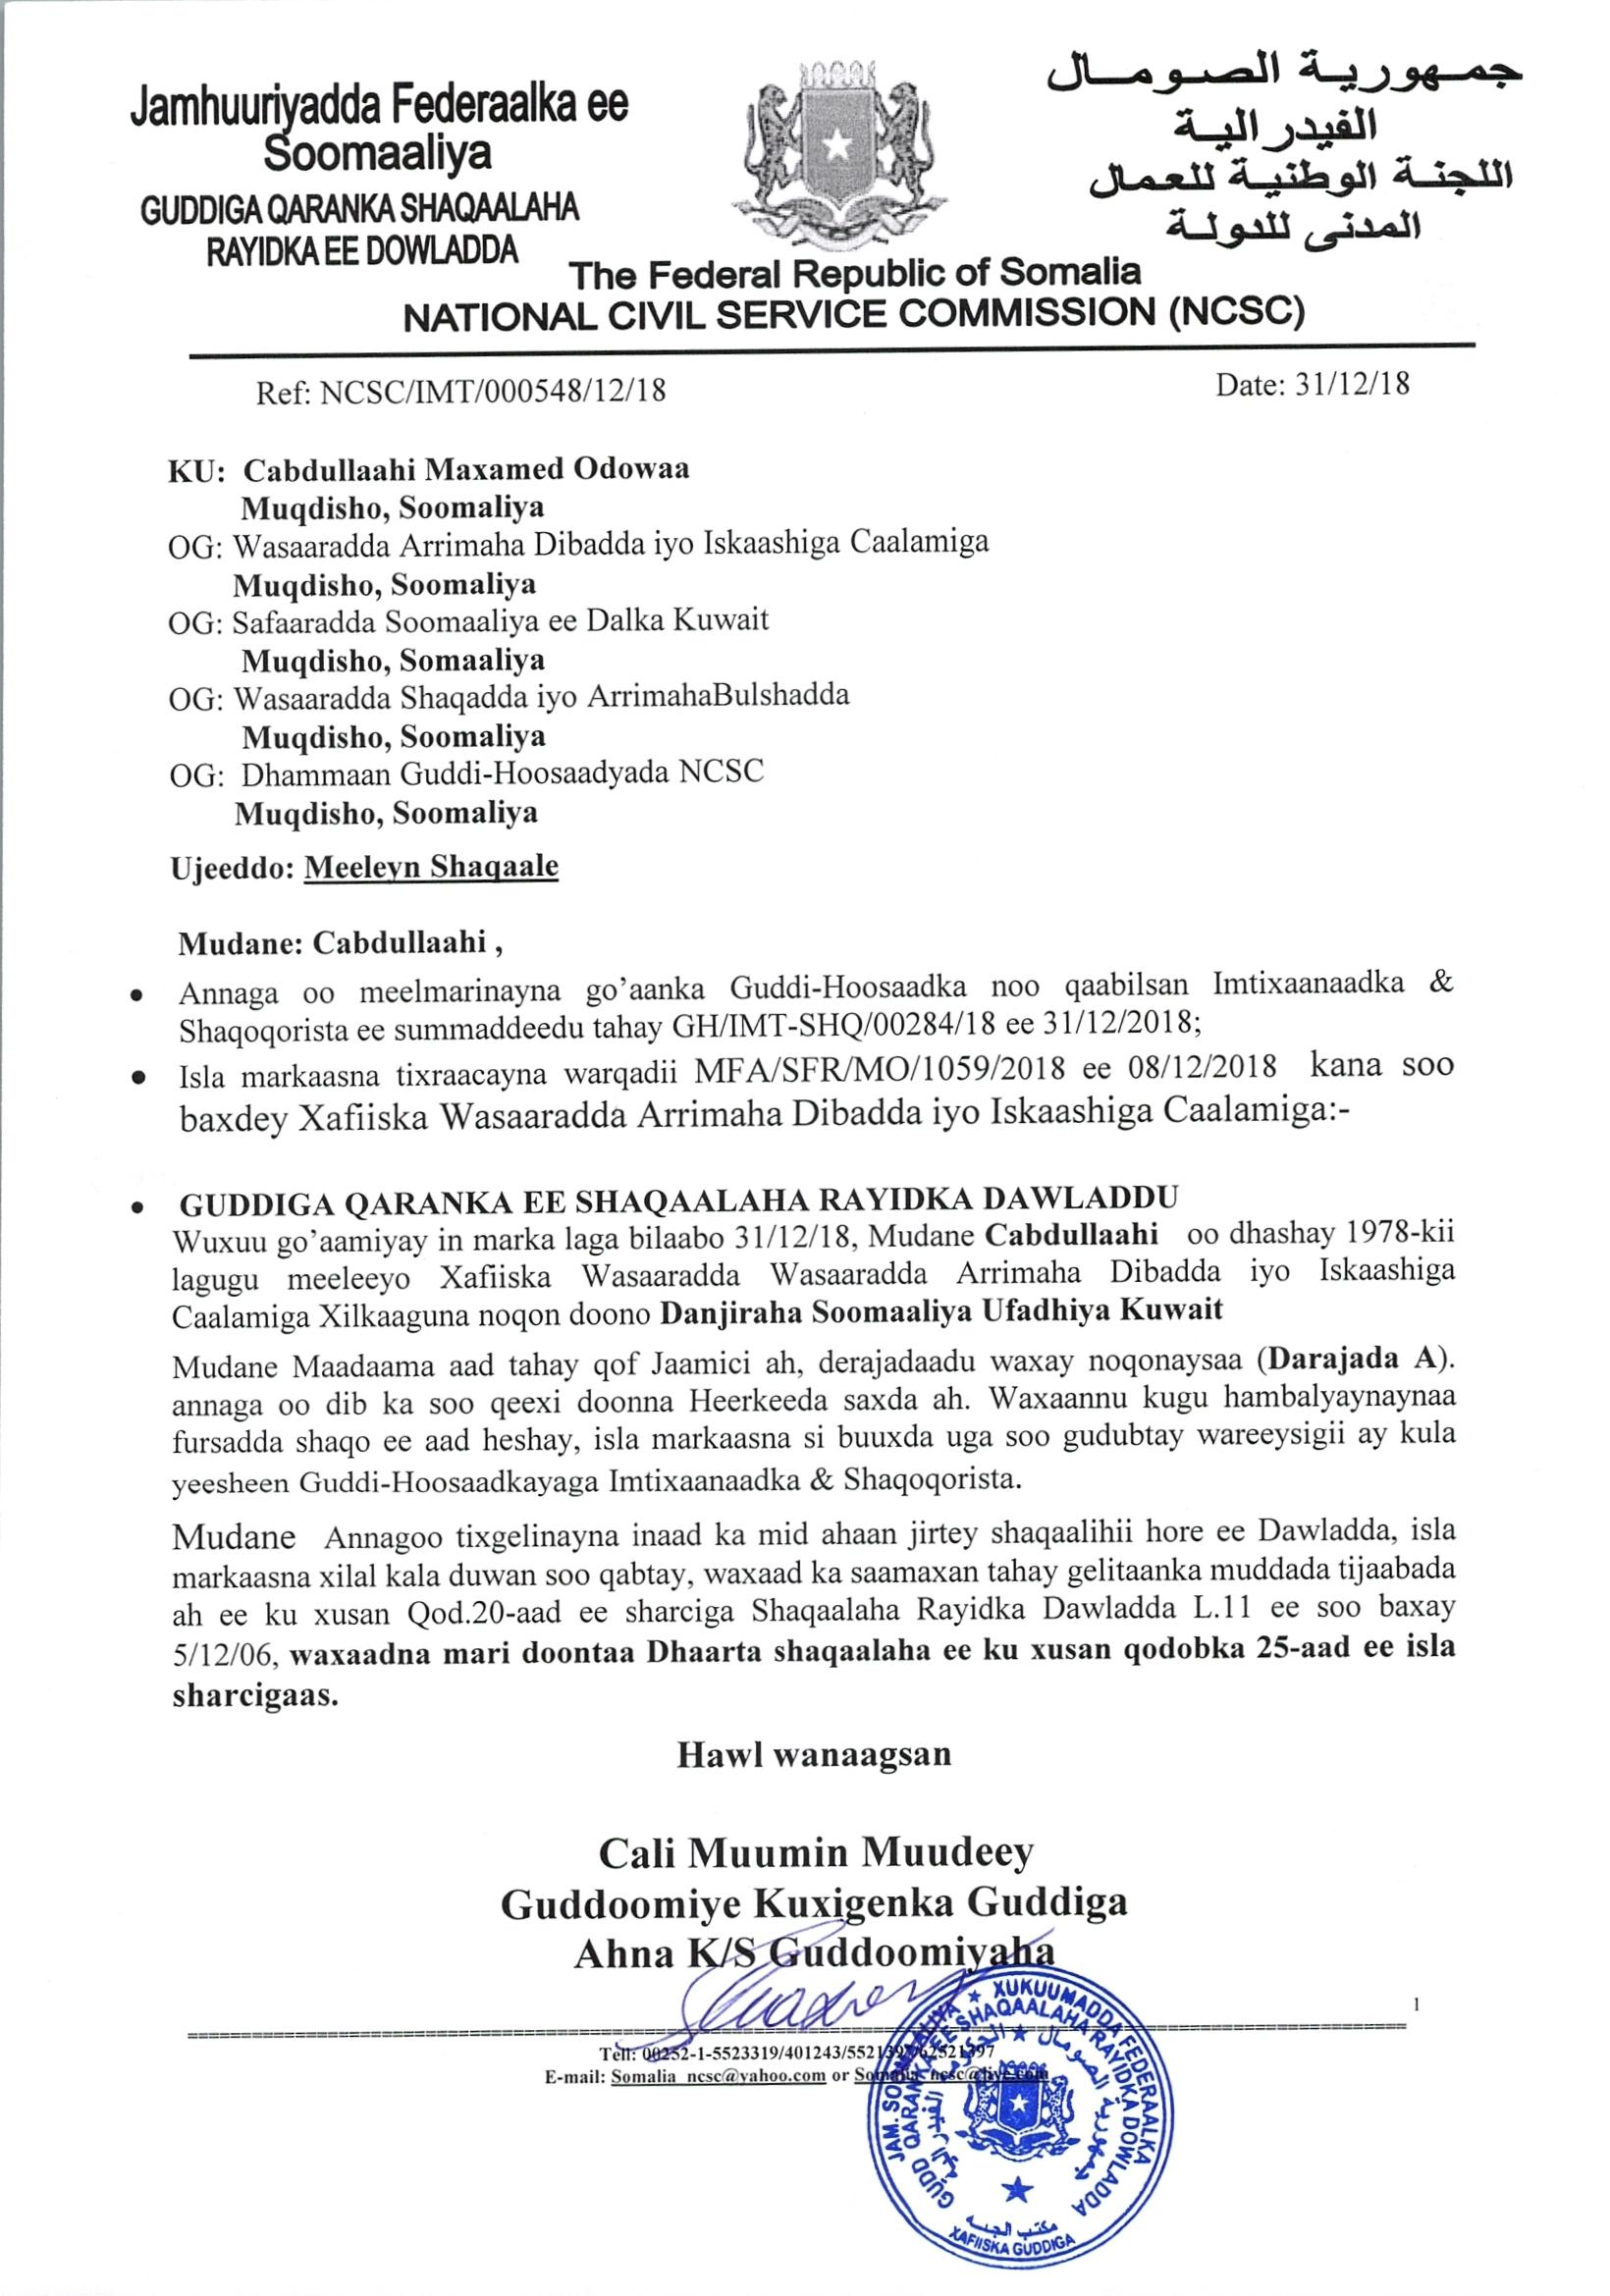 Jamhuuriyadda Federaalka ee
Soomaaliya
GUDDIGA QARANKA SHAQAALAHA
RAYIDKA EE DOWLADDA
جمهورية الصومال
الفيدرالية
اللجنة الوطنية للعمال
المدنى للدولة
The Federal Republic of Somalia
NATIONAL CIVIL SERVICE COMMISSION (NCSC)
Ref: NCSC/IMT/000548/12/18
Date: 31/12/18
KU: Cabdullaahi Maxamed Odowaa
Muqdisho, Soomaliya
OG: Wasaaradda Arrimaha Dibadda iyo Iskaashiga Caalamiga
Muqdisho, Soomaliya
OG: Safaaradda Soomaaliya ee Dalka Kuwait
Muqdisho, Somaaliya
OG: Wasaaradda Shaqadda iyo ArrimahaBulshadda
Muqdisho, Soomaliya
OG: Dhammaan Guddi-Hoosaadyada NCSC
Muqdisho, Soomaliya
Ujeeddo: Meeleyn Shaqaale
Mudane: Cabdullaahi ,
• Annaga oo meelmarinayna go’aanka Guddi-Hoosaadka noo qaabilsan Imtixaanaadka &
Shaqoqorista ee summaddeedu tahay GH/IMT-SHQ/00284/18 ee 31/12/2018;
• Isla markaasna tixraacayna warqadii MFA/SFR/MO/1059/2018 ee 08/12/2018 kana soo
baxdey Xafiiska Wasaaradda Arrimaha Dibadda iyo Iskaashiga Caalamiga:-
• GUDDIGA QARANKA EE SHAQAALAHA RAYIDKA DAWLADDU
Wuxuu go’aamiyay in marka laga bilaabo 31/12/18, Mudane Cabdullaahi oo dhashay 1978-kii
lagugu meeleeyo Xafiiska Wasaaradda Wasaaradda Arrimaha Dibadda iyo Iskaashiga
Caalamiga Xilkaaguna noqon doono Danjiraha Soomaaliya Ufadhiya Kuwait
Mudane Maadaama aad tahay qof Jaamici ah, derajadaadu waxay noqonaysaa (Darajada A).
annaga oo dib ka soo qeexi doonna Heerkeeda saxda ah. Waxaannu kugu hambalyaynaynaa
fursadda shaqo ee aad heshay, isla markaasna si buuxda uga soo gudubtay wareeysigii ay kula
yeesheen Guddi-Hoosaadkayaga Imtixaanaadka & Shaqoqorista.
Mudane Annagoo tixgelinayna inaad ka mid ahaan jirtey shaqaalihii hore ee Dawladda, isla
markaasna xilal kala duwan soo qabtay, waxaad ka saamaxan tahay gelitaanka muddada tijaabada
ah ee ku xusan Qod.20-aad ee sharciga Shaqaalaha Rayidka Dawladda L.11 ee soo baxay
5/12/06, waxaadna mari doontaa Dhaarta shaqaalaha ee ku xusan qodobka 25-aad ee isla
sharcigaas.
Hawl wanaagsan
Cali Muumin Muudeey
Guddoomiye Kuxigenka Guddiga
Ahna K/S Guddoomiyaha
1
Tell: 00252-1-5523319/401243/5521397/62521397
E-mail: Somalia_ncsc@yahoo.com or Somalia_ncsc@live.com
JAM. SOOMAALIYA ★ XUKUUMADDA FEDERAALKA
GUDD QARANKA EE SHAQAALAHA RAYIDKA DOWLADDA
جمهورية الصومال
مكتب الجنه
XAFIISKA GUDDIGA